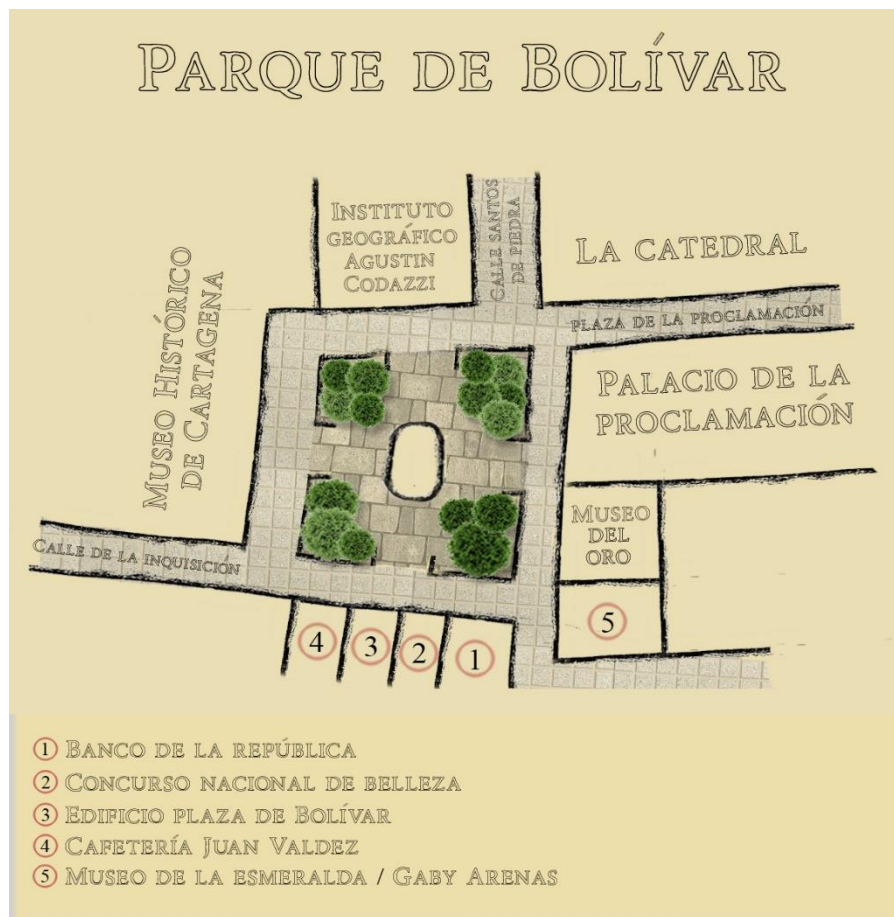 Parque de Bolívar
Instituto
geográfico
Agustin
Codazzi
Calle Santos
de Piedra
La catedral
Plaza de la proclamación
Museo Histórico
de Cartagena
Palacio de la
proclamación
Museo
del
oro
Calle de la inquisición
5
4
3
2
1
1 Banco de la república
2 Concurso nacional de belleza
3 Edificio plaza de Bolívar
4 Cafetería Juan Valdez
5 Museo de la esmeralda / Gaby Arenas